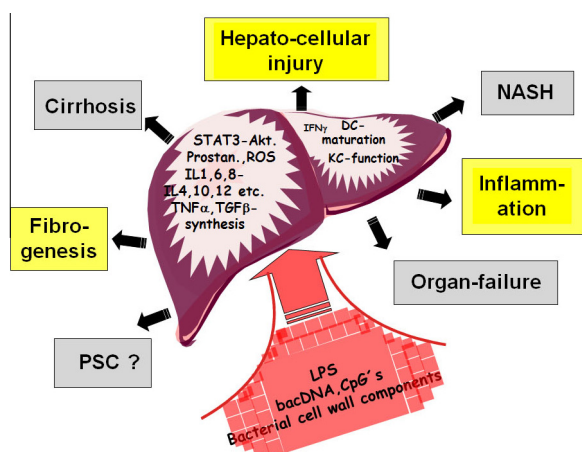 Hepato-cellular
injury
Cirrhosis
NASH
STAT3-Akt.
Prostan.,ROS
IL1,6,8-
IL4,10,12 etc.
TNFα,TGFβ-
synthesis
IFNγ DC-
maturation
KC-function
Fibro-
genesis
Inflamm-
ation
Organ-failure
PSC ?
LPS
bacDNA,CpG´s
Bacterial cell wall components